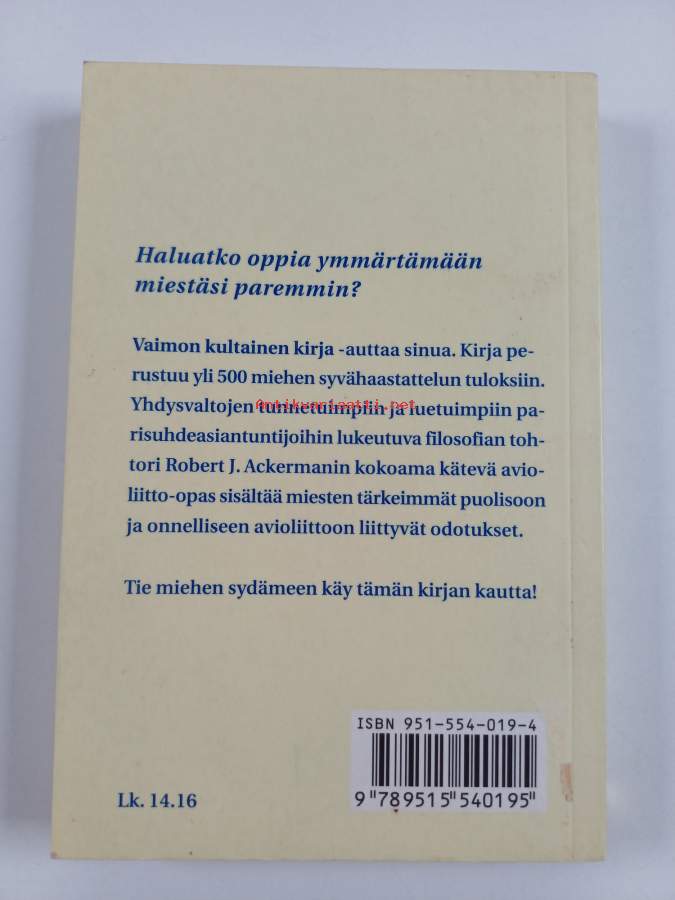 Haluatko oppia ymmärtämään
miestäsi paremmin?
Vaimon kultainen kirja -auttaa sinua. Kirja pe-
rustuu yli 500 miehen syvähaastattelun tuloksiin.
Yhdysvaltojen tunnetuimpiin ja luetuimpiin pa-
Antikvariaatti.net
risuhdeasiantuntijoihin lukeutuva filosofian toh-
tori Robert J. Ackermanin kokoama kätevä avio-
liitto-opas sisältää miesten tärkeimmät puolisoon
ja onnelliseen avioliittoon liittyvät odotukset.
Tie miehen sydämeen käy tämän kirjan kautta!
ISBN 951-554-019-4
9 "789515" 540195"
Lk. 14.16